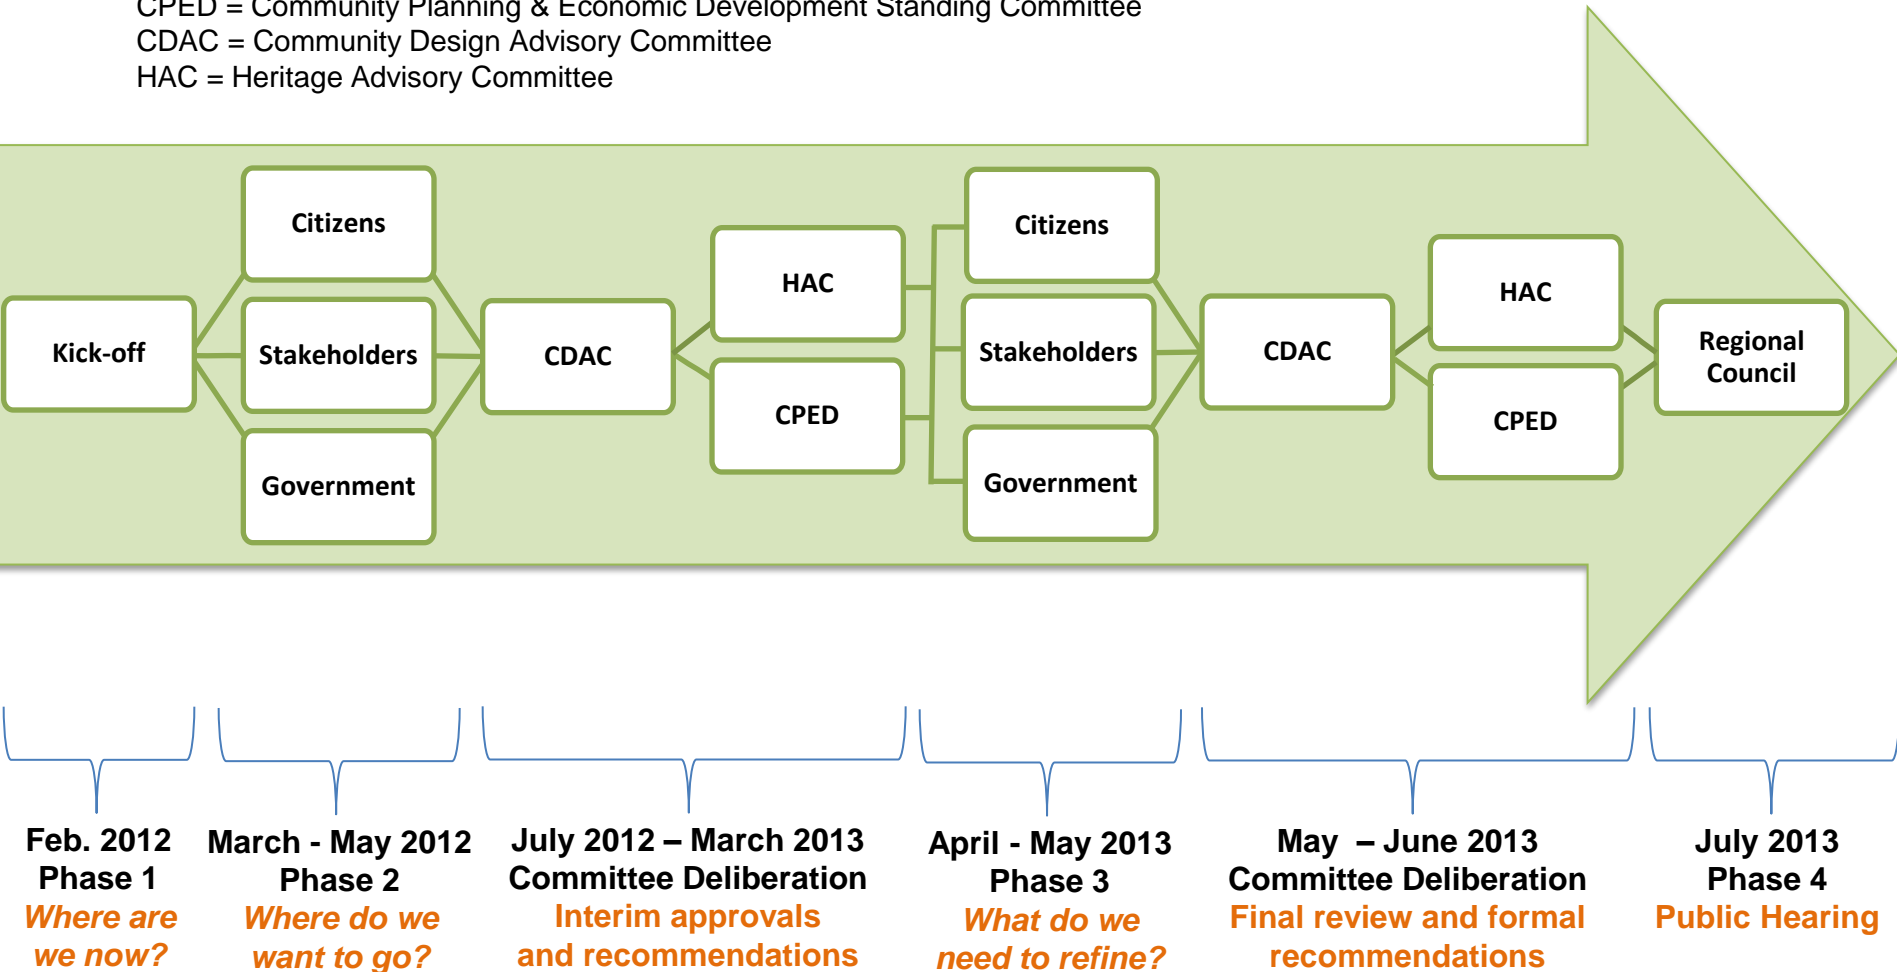 CPED = Community Planning & Economic Development Standing Committee
CDAC = Community Design Advisory Committee
HAC = Heritage Advisory Committee
Kick-off
Citizens
Stakeholders
Government
CDAC
HAC
CPED
Citizens
Stakeholders
Government
CDAC
HAC
CPED
Regional
Council
Feb. 2012
Phase 1
Where are
we now?
March - May 2012
Phase 2
Where do we
want to go?
July 2012 – March 2013
Committee Deliberation
Interim approvals
and recommendations
April - May 2013
Phase 3
What do we
need to refine?
May – June 2013
Committee Deliberation
Final review and formal
recommendations
July 2013
Phase 4
Public Hearing